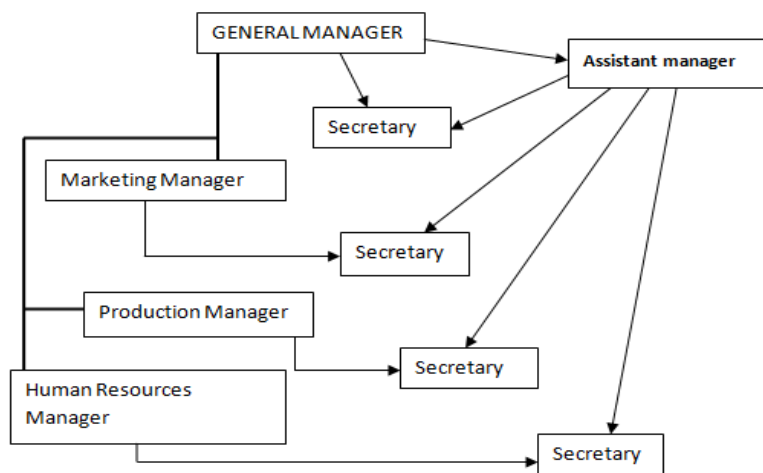 GENERAL MANAGER
Assistant manager
Secretary
Marketing Manager
Secretary
Production Manager
Secretary
Human Resources
Manager
Secretary